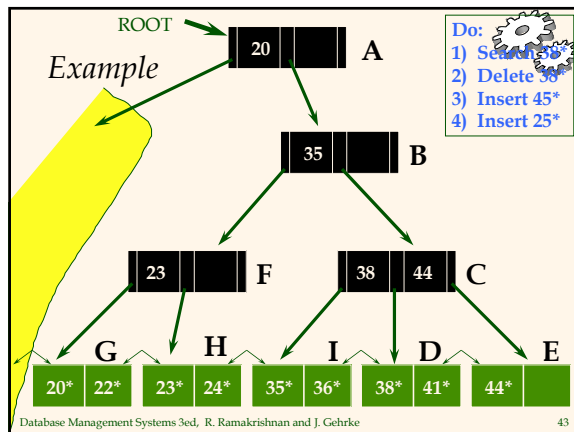 ROOT
20
A
Example
Do:
1) Search 38*
2) Delete 38*
3) Insert 45*
4) Insert 25*
35
B
23
F
38 44
C
G
H
I
D
E
20* 22*
23* 24*
35* 36*
38* 41*
44*
Database Management Systems 3ed, R. Ramakrishnan and J. Gehrke
43